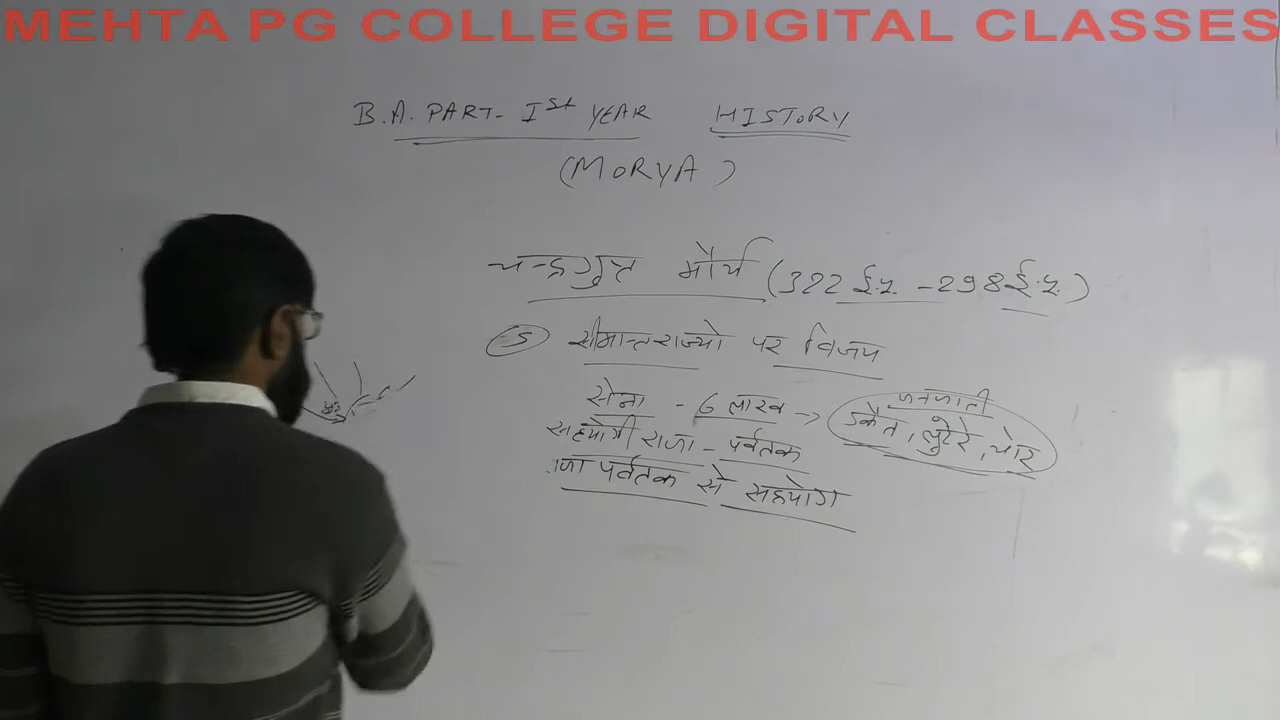 MEHTA PG COLLEGE DIGITAL CLASSES
B.A. PART- Ist YEAR HISTORY
(MORYA)
चन्द्रगुप्त मौर्य (322 ई.पू. - 298 ई.पू.)
5 सीमान्त राज्यो पर विजय
सेना - 6 लाख → जनजाती
डकैत, लुटेरे, चोर
सहयोगी राजा - पर्वतक
पर्वतक से सहयोग